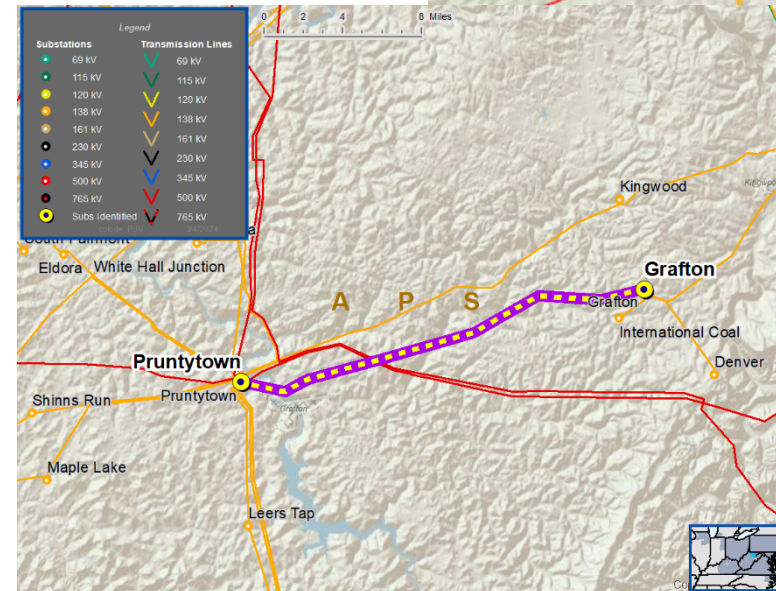 Legend
Substations
69 kV
115 kV
120 kV
138 kV
161 kV
230 kV
345 kV
500 kV
765 kV
Subs Identified
Transmission Lines
69 kV
115 kV
120 kV
138 kV
161 kV
230 kV
345 kV
500 kV
765 kV
0 2 4 8 Miles
Kingwood
Eldora
White Hall Junction
A P S
Grafton
Grafton
International Coal
Denver
Pruntytown
Pruntytown
Grafton
Shinns Run
Maple Lake
Leers Tap